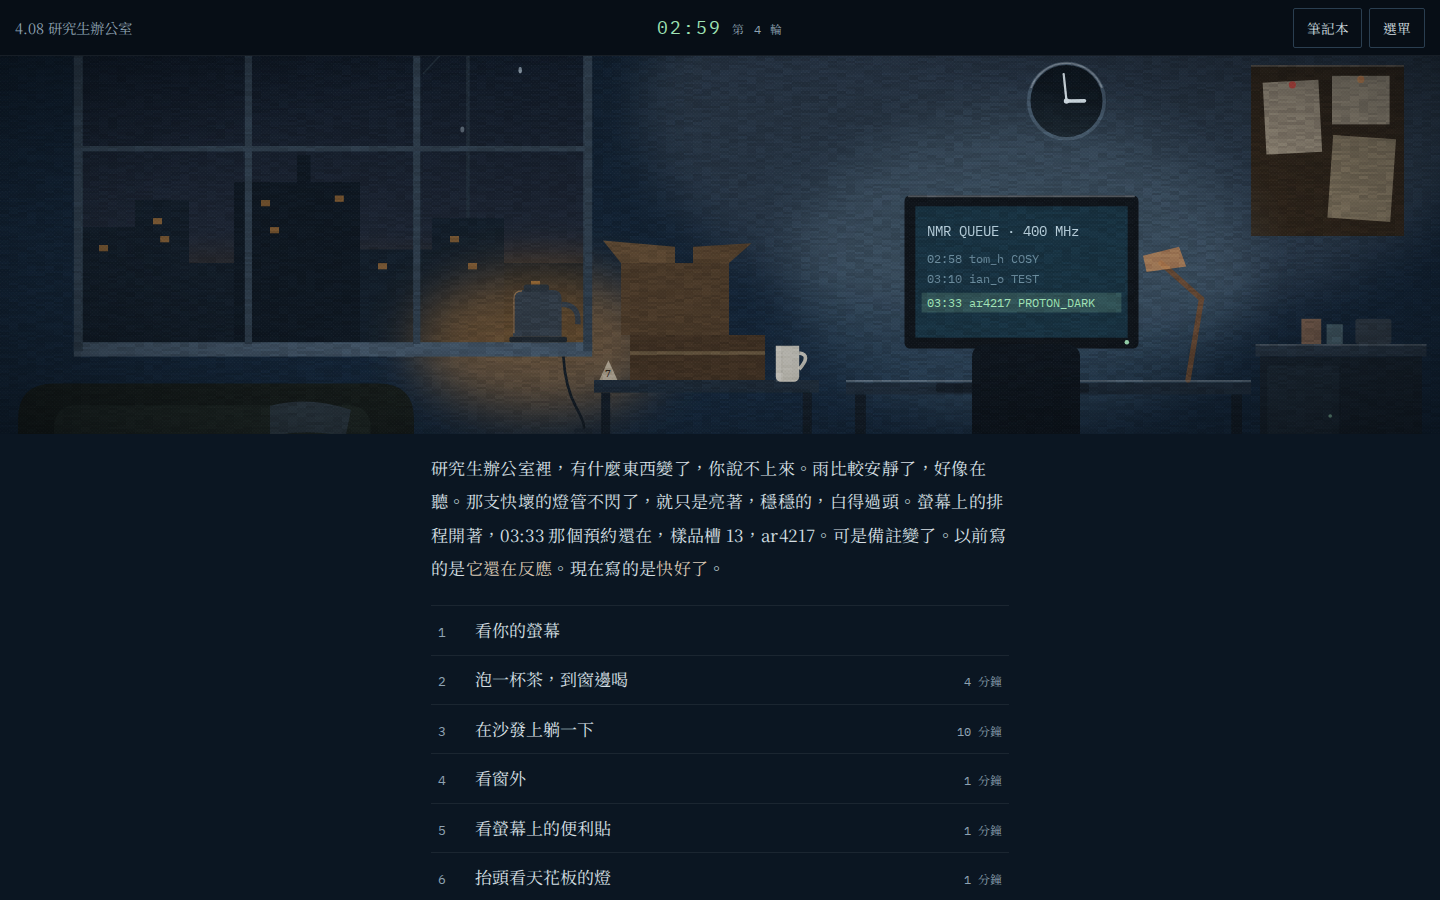 4.08 研究生辦公室
02:59 第 4 輪
筆記本
選單
NMR QUEUE · 400 MHz
02:58 tom_h COSY
03:10 ian_o TEST
03:33 ar4217 PROTON_DARK
7
研究生辦公室裡，有什麼東西變了，你說不上來。雨比較安靜了，好像在
聽。那支快壞的燈管不閃了，就只是亮著，穩穩的，白得過頭。螢幕上的排
程開著，03:33 那個預約還在，樣品槽 13，ar4217。可是備註變了。以前寫
的是它還在反應。現在寫的是快好了。
1 看你的螢幕
2 泡一杯茶，到窗邊喝 4 分鐘
3 在沙發上躺一下 10 分鐘
4 看窗外 1 分鐘
5 看螢幕上的便利貼 1 分鐘
6 抬頭看天花板的燈 1 分鐘